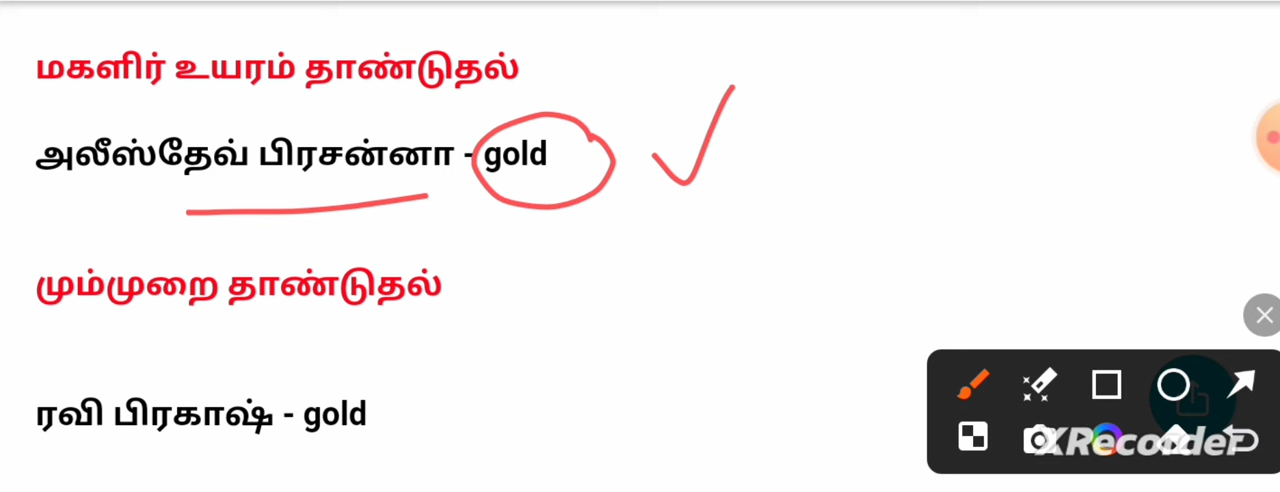 மகளிர் உயரம் தாண்டுதல்
அலீஸ்தேவ் பிரசன்னா - gold
மும்முறை தாண்டுதல்
ரவி பிரகாஷ் - gold
XRecorder